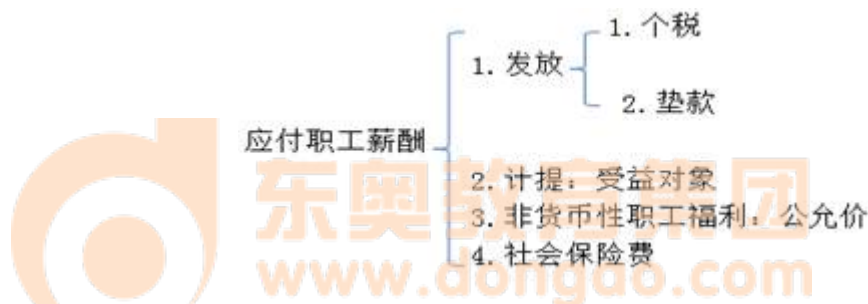 1. 个税
1. 发放
2. 垫款
应付职工薪酬
2. 计提：受益对象
3. 非货币性职工福利：公允价
4. 社会保险费
东奥教育集团
www.dongao.com